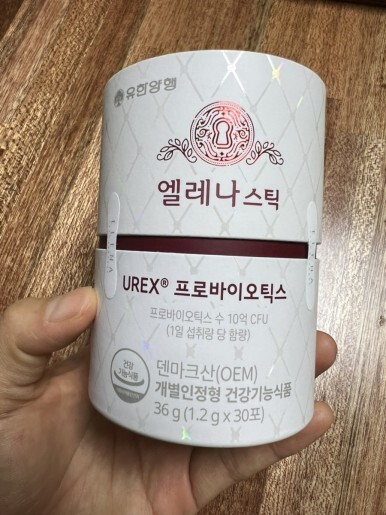 유한양행
엘레나스틱
ELENA
UREX® 프로바이오틱스
프로바이오틱스 수 10억 CFU
(1일 섭취량 당 함량)
건강
기능식품
덴마크산(OEM)
개별인정형 건강기능식품
36 g (1.2 g x 30포)